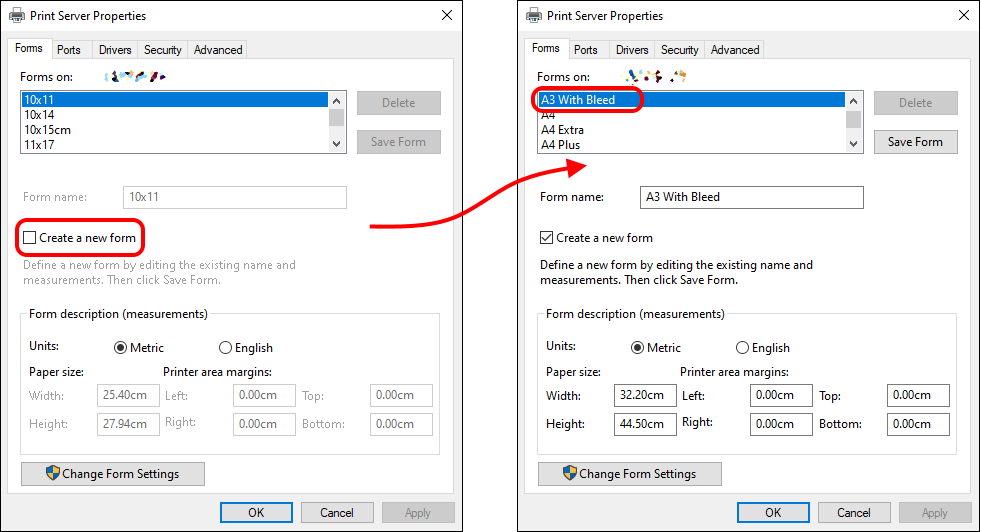 Print Server Properties
Forms Ports Drivers Security Advanced
Forms on:
10x11
10x14
10x15cm
11x17
Delete
Save Form
Form name: 10x11
Create a new form
Define a new form by editing the existing name and
measurements. Then click Save Form.
Form description (measurements)
Units: Metric English
Paper size: Printer area margins:
Width: 25.40cm Left: 0.00cm Top: 0.00cm
Height: 27.94cm Right: 0.00cm Bottom: 0.00cm
Change Form Settings
OK Cancel Apply
Print Server Properties
Forms Ports Drivers Security Advanced
Forms on:
A3 With Bleed
A4
A4 Extra
A4 Plus
Delete
Save Form
Form name: A3 With Bleed
Create a new form
Define a new form by editing the existing name and
measurements. Then click Save Form.
Form description (measurements)
Units: Metric English
Paper size: Printer area margins:
Width: 32.20cm Left: 0.00cm Top: 0.00cm
Height: 44.50cm Right: 0.00cm Bottom: 0.00cm
Change Form Settings
OK Cancel Apply